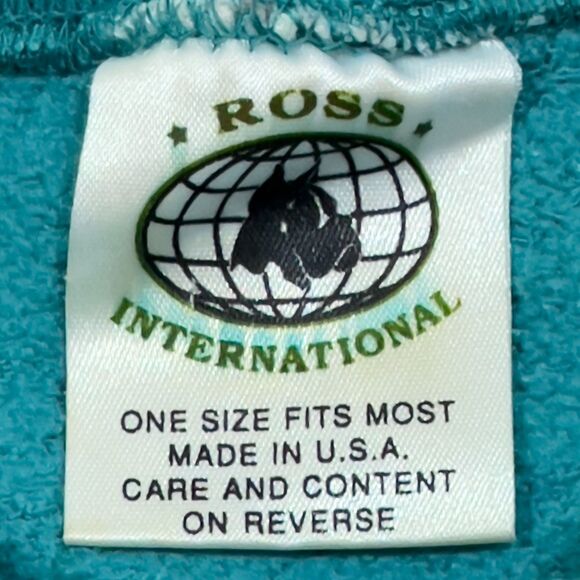 ROSS
INTERNATIONAL
ONE SIZE FITS MOST
MADE IN U.S.A.
CARE AND CONTENT
ON REVERSE